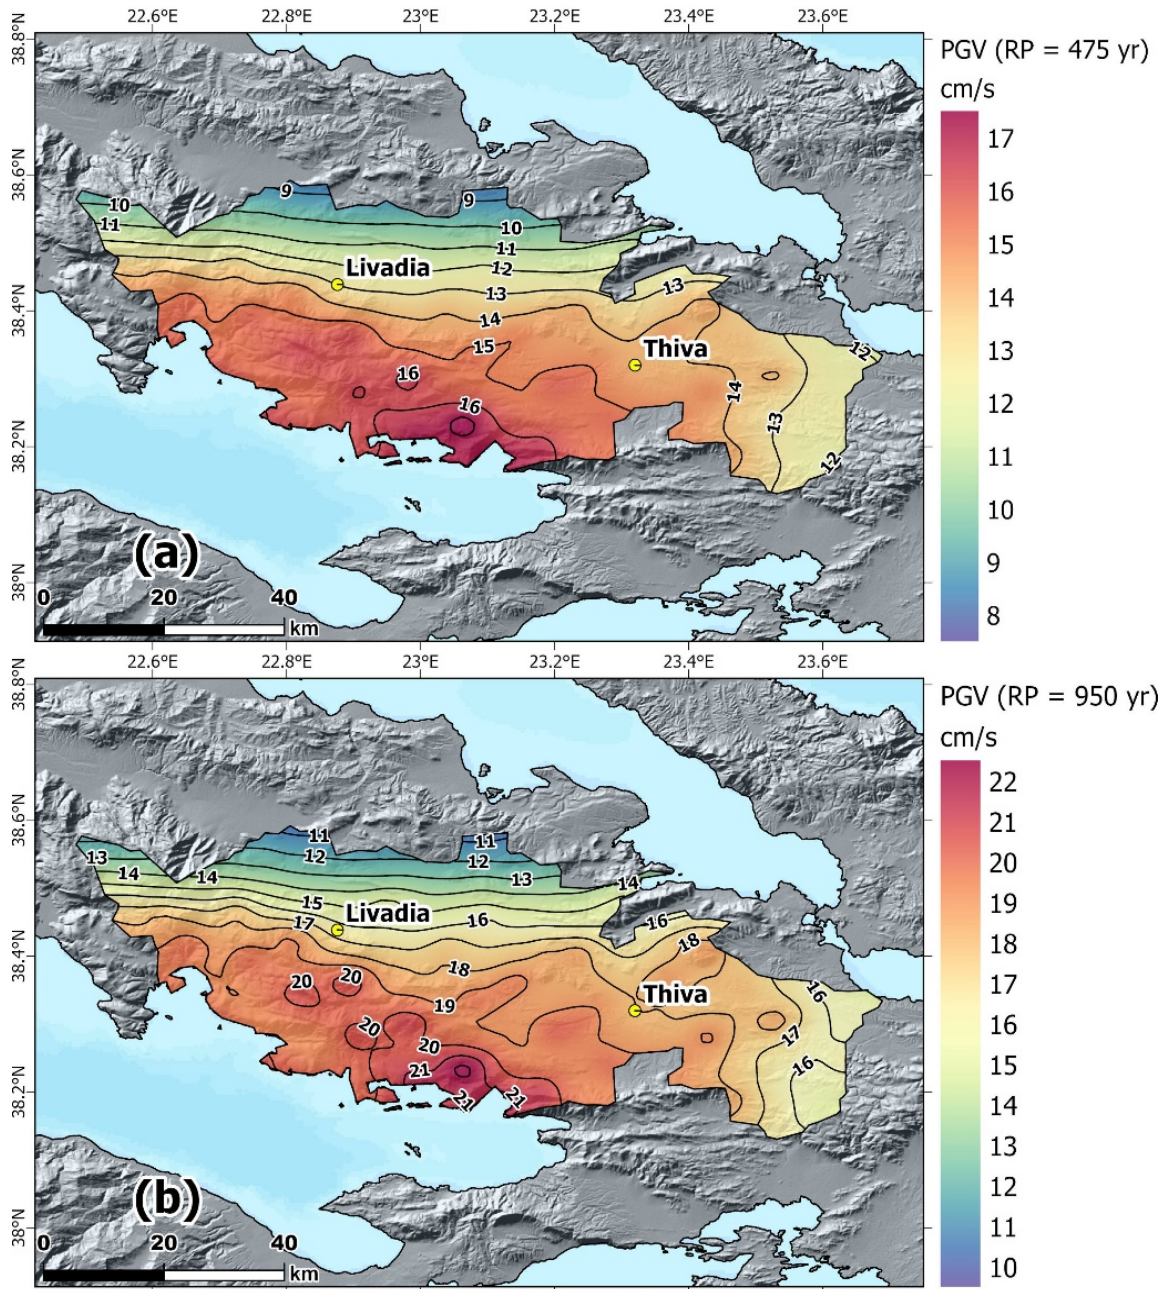 22.6°E 22.8°E 23°E 23.2°E 23.4°E 23.6°E
38.8°N
38.6°N
38.4°N
38.2°N
38°N
PGV (RP = 475 yr)
cm/s
17
16
15
14
13
12
11
10
9
8
9 9
10 10
11 11
12
Livadia
13 13
14
15
Thiva
12
16
14
16
13
12
(a)
0 20 40
km
22.6°E 22.8°E 23°E 23.2°E 23.4°E 23.6°E
38.8°N
38.6°N
38.4°N
38.2°N
38°N
PGV (RP = 950 yr)
cm/s
22
21
20
19
18
17
16
15
14
13
12
11
10
11 11
13 12 12
14 14 13 14
15
17 Livadia 16 16
18
18
20 20 19
Thiva
16
20 20
17
21
16
21 21
(b)
0 20 40
km